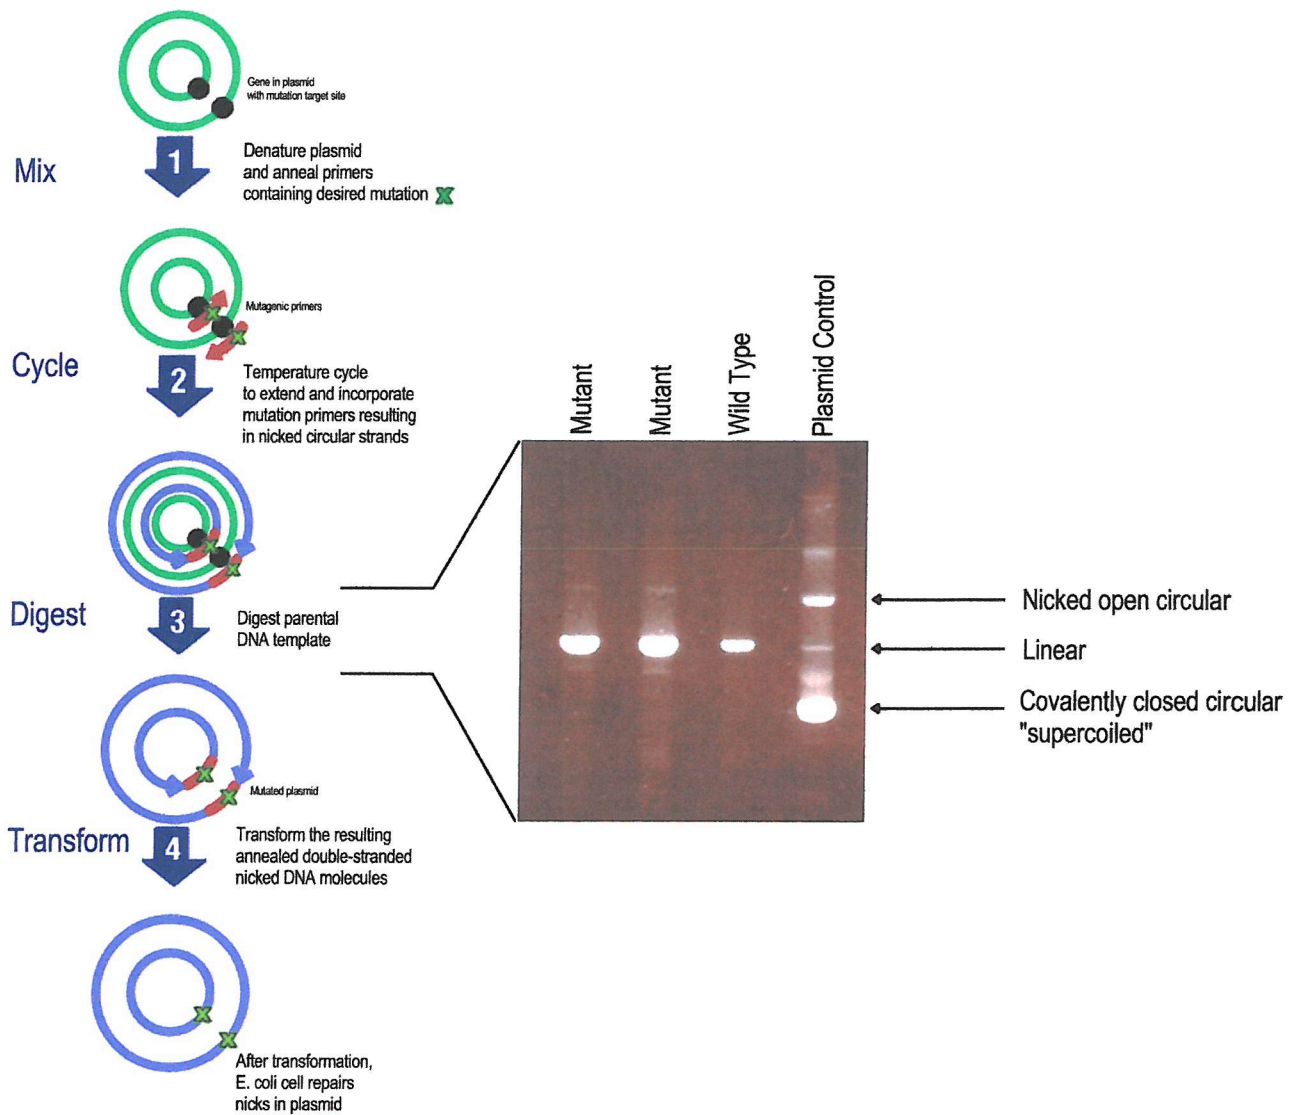 Gene in plasmid
with mutation target site
Mix
1
Denature plasmid
and anneal primers
containing desired mutation
Mutagenic primers
Cycle
2
Temperature cycle
to extend and incorporate
mutation primers resulting
in nicked circular strands
Digest
3
Digest parental
DNA template
Mutated plasmid
Transform
4
Transform the resulting
annealed double-stranded
nicked DNA molecules
After transformation,
E. coli cell repairs
nicks in plasmid
Mutant
Mutant
Wild Type
Plasmid Control
Nicked open circular
Linear
Covalently closed circular
"supercoiled"